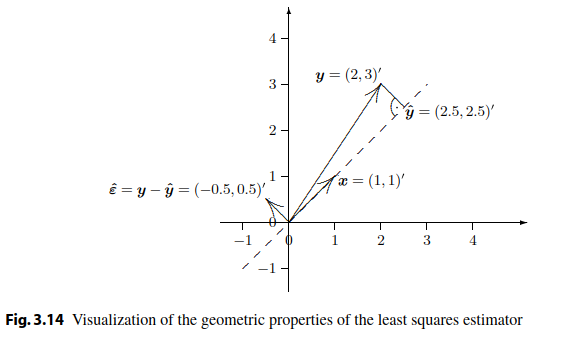 4
y = (2, 3)′
3
ŷ = (2.5, 2.5)′
2
1
x = (1, 1)′
ε̂ = y − ŷ = (−0.5, 0.5)′
0
−1 0 1 2 3 4
−1
Fig. 3.14 Visualization of the geometric properties of the least squares estimator